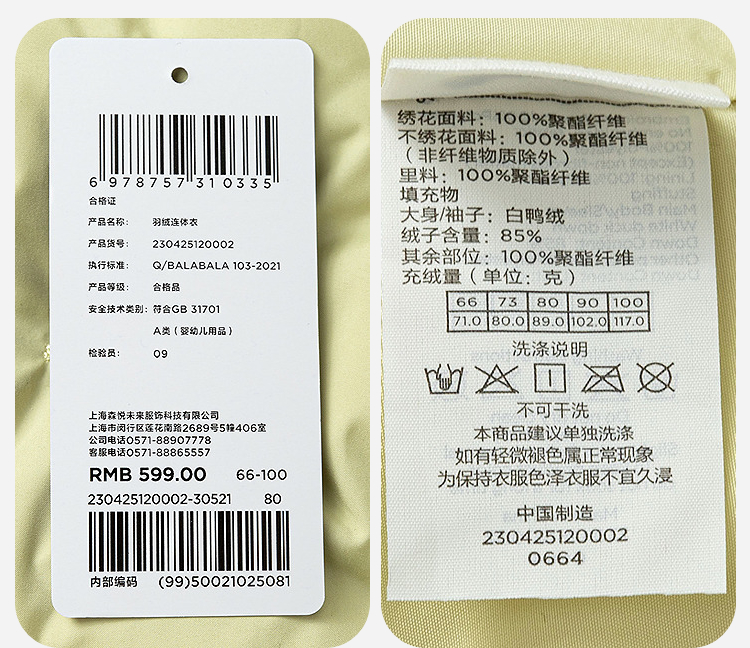 6 978757 310335
合格证
产品名称: 羽绒连体衣
产品货号: 230425120002
执行标准: Q/BALABALA 103-2021
产品等级: 合格品
安全技术类别: 符合GB 31701
A类 ( 婴幼儿用品 )
检验员: 09
上海森悦未来服饰科技有限公司
上海市闵行区莲花南路2689号5幢406室
公司电话0571-88907778
客服电话0571-88865557
RMB 599.00 66-100
230425120002-30521 80
内部编码 (99)50021025081
绣花面料: 100%聚酯纤维
不绣花面料: 100%聚酯纤维
( 非纤维物质除外 )
里料: 100%聚酯纤维
填充物
大身/袖子: 白鸭绒
绒子含量: 85%
其余部位: 100%聚酯纤维
充绒量 ( 单位: 克 )
66 73 80 90 100
71.0 80.0 89.0 102.0 117.0
洗涤说明
不可干洗
本商品建议单独洗涤
如有轻微褪色属正常现象
为保持衣服色泽衣服不宜久浸
中国制造
230425120002
0664